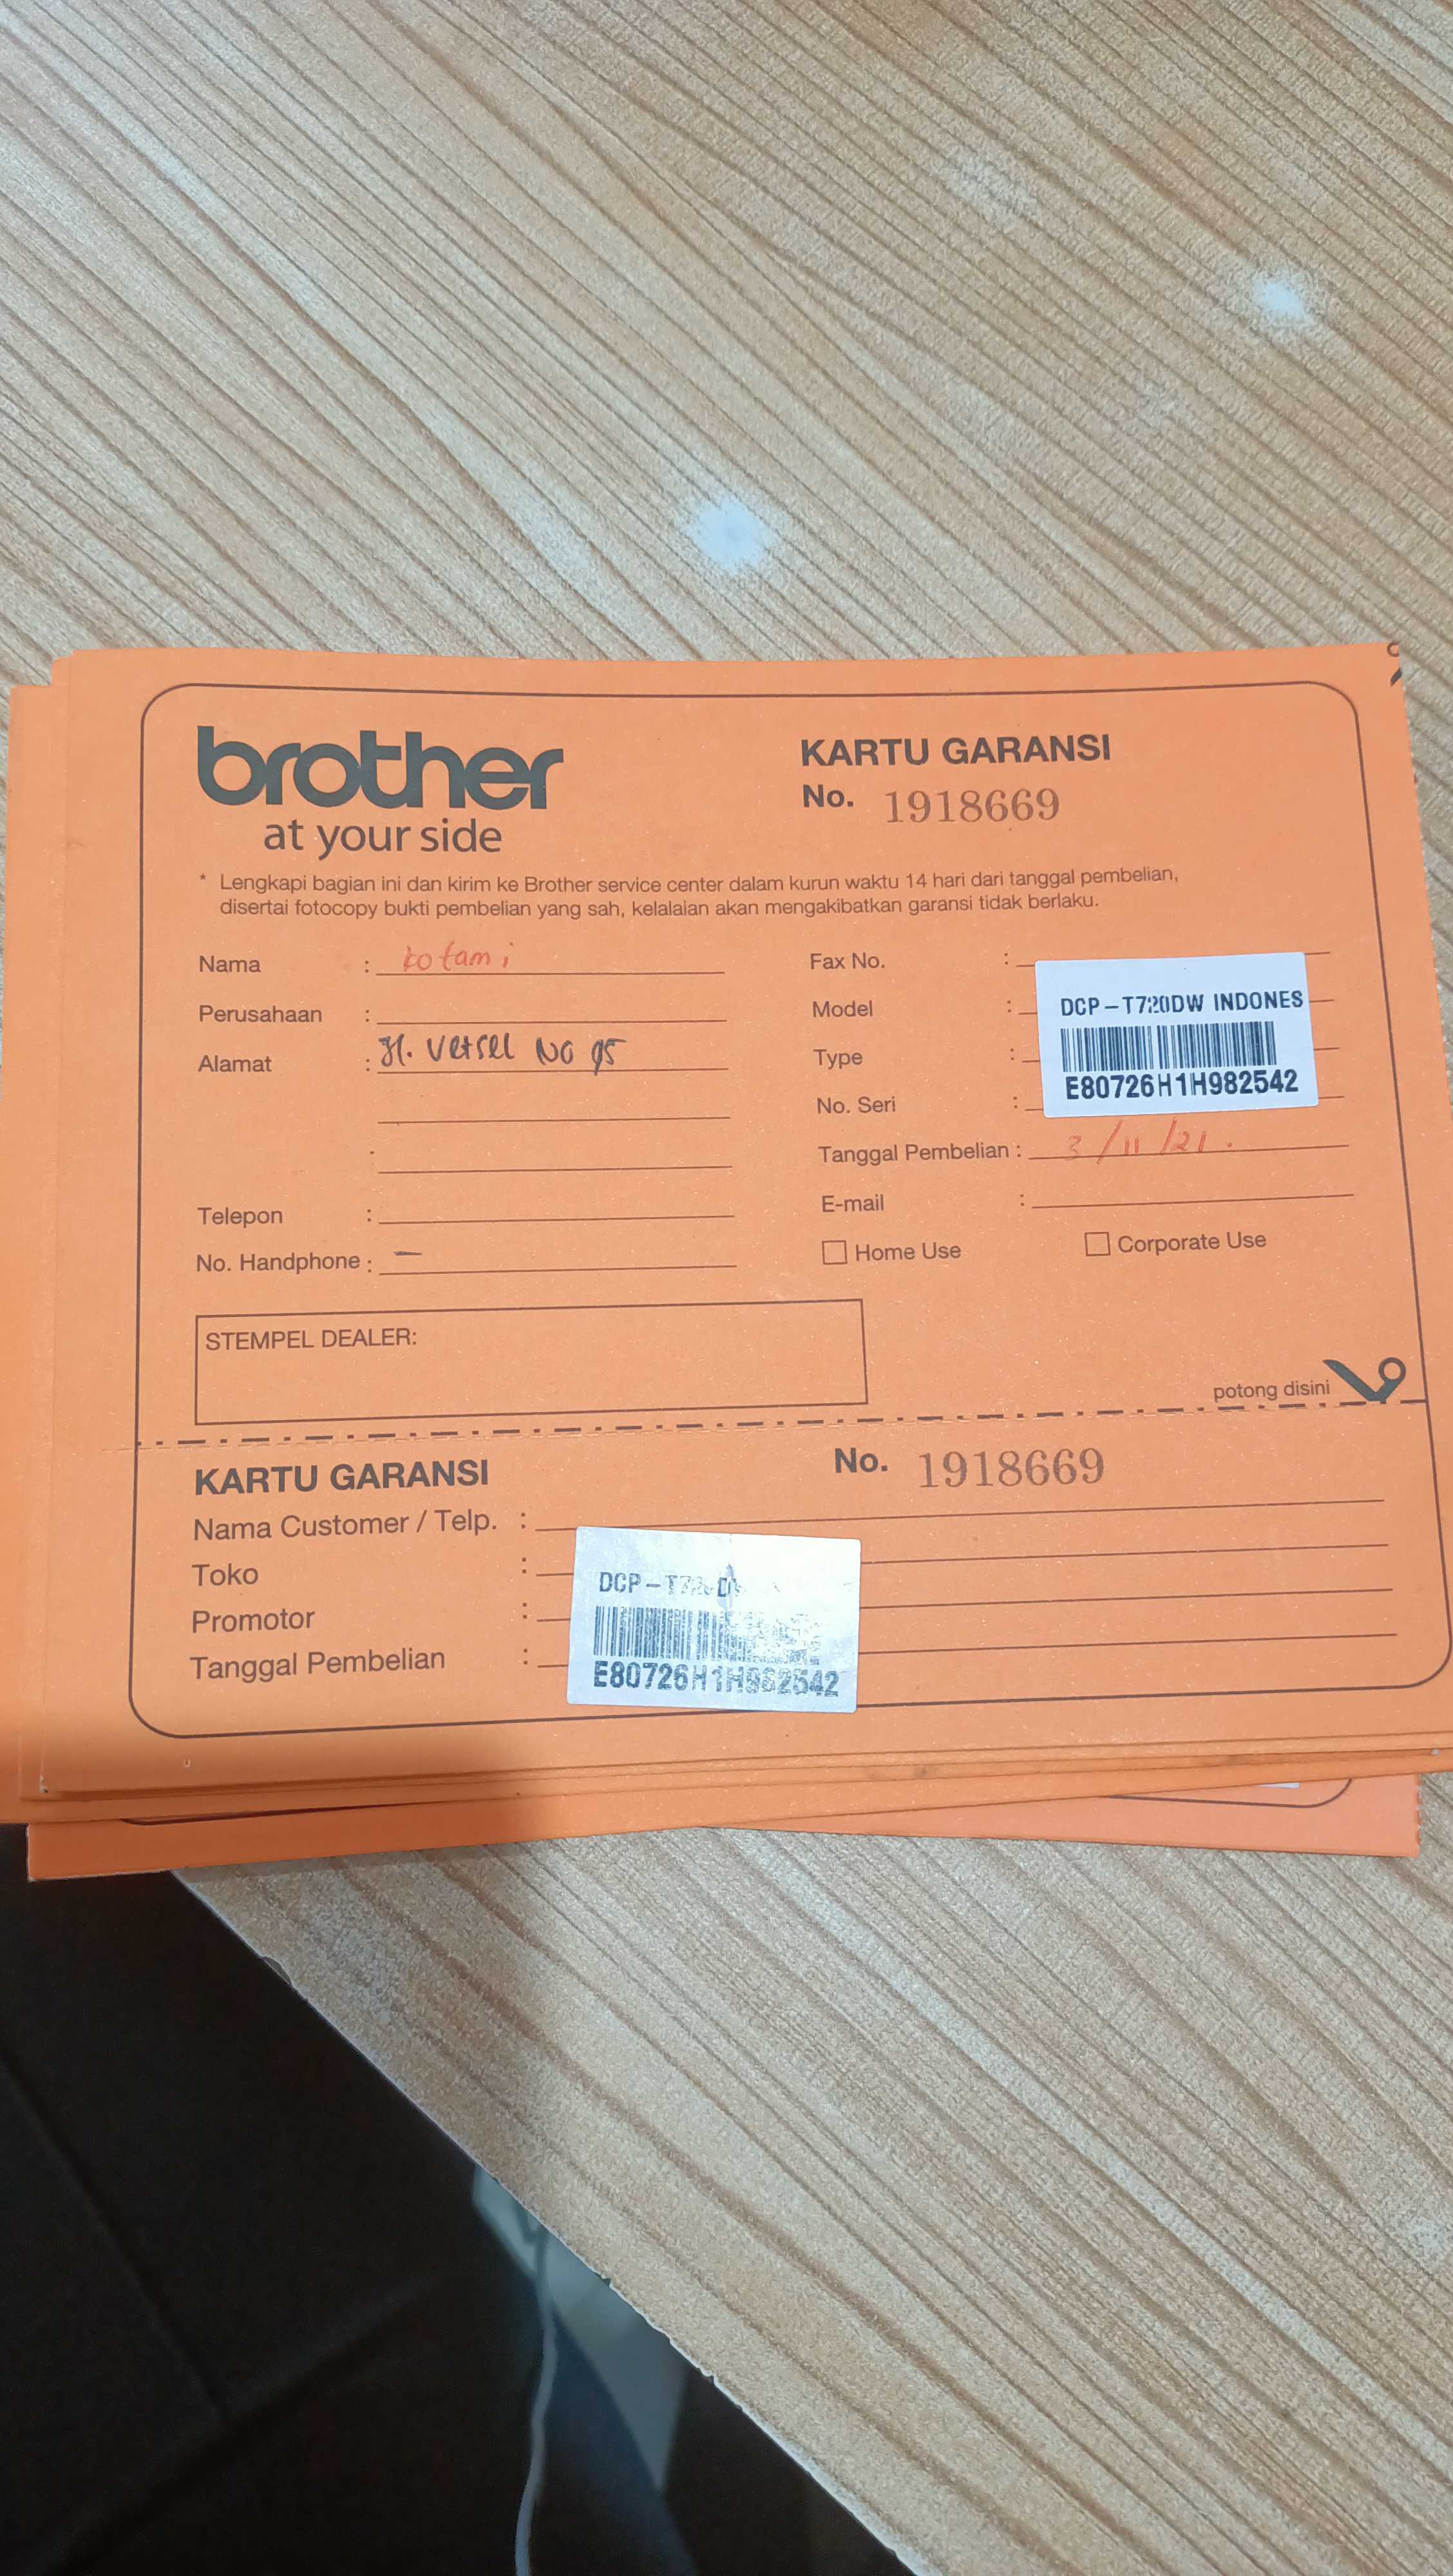 brother
at your side
KARTU GARANSI
No. 1918669
* Lengkapi bagian ini dan kirim ke Brother service center dalam kurun waktu 14 hari dari tanggal pembelian,
disertai fotocopy bukti pembelian yang sah, kelalaian akan mengakibatkan garansi tidak berlaku.
Nama :
Perusahaan :
Alamat : Jl. Versel No 95
Telepon :
No. Handphone : —
Fax No. :
Model :
Type :
No. Seri :
DCP-T720DW INDONES
E80726H1H982542
Tanggal Pembelian : 3/11/21.
E-mail :
Home Use
Corporate Use
STEMPEL DEALER:
potong disini
KARTU GARANSI
No. 1918669
Nama Customer / Telp. :
Toko :
Promotor :
Tanggal Pembelian :
E80726H1H982542